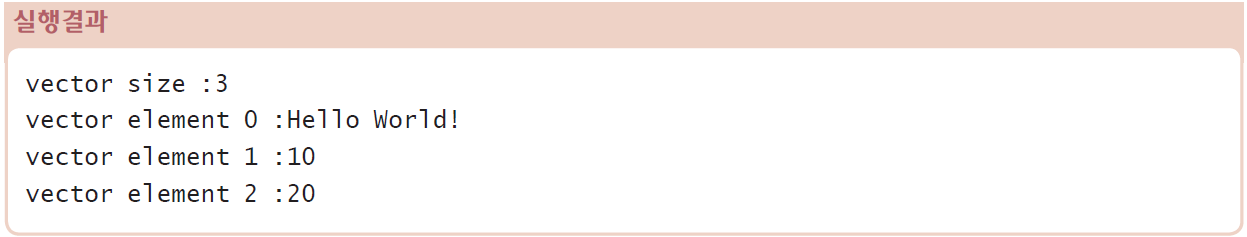 실행결과
vector size :3
vector element 0 :Hello World!
vector element 1 :10
vector element 2 :20